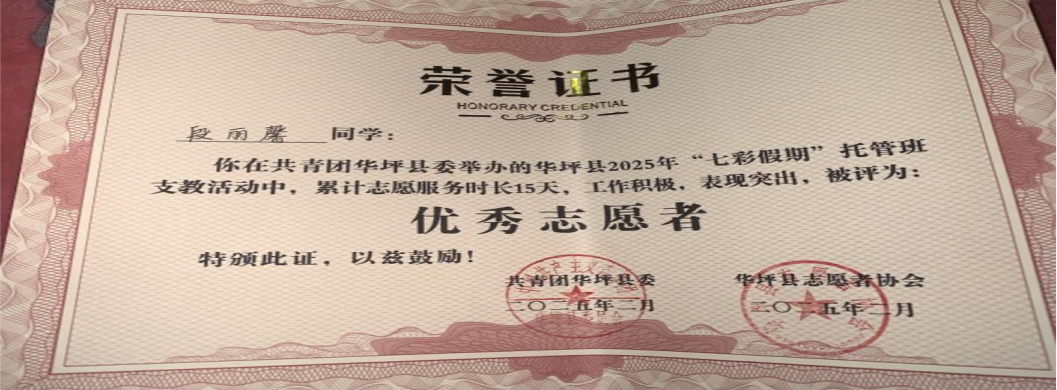 荣誉证书
HONORARY CREDENTIAL
段丽馨 同学：
你在共青团华坪县委举办的华坪县2025年“七彩假期”托管班
支教活动中，累计志愿服务时长15天，工作积极，表现突出，被评为：
优秀志愿者
特颁此证，以兹鼓励！
共青团华坪县委 华坪县志愿者协会
二〇二五年二月 二〇二五年二月